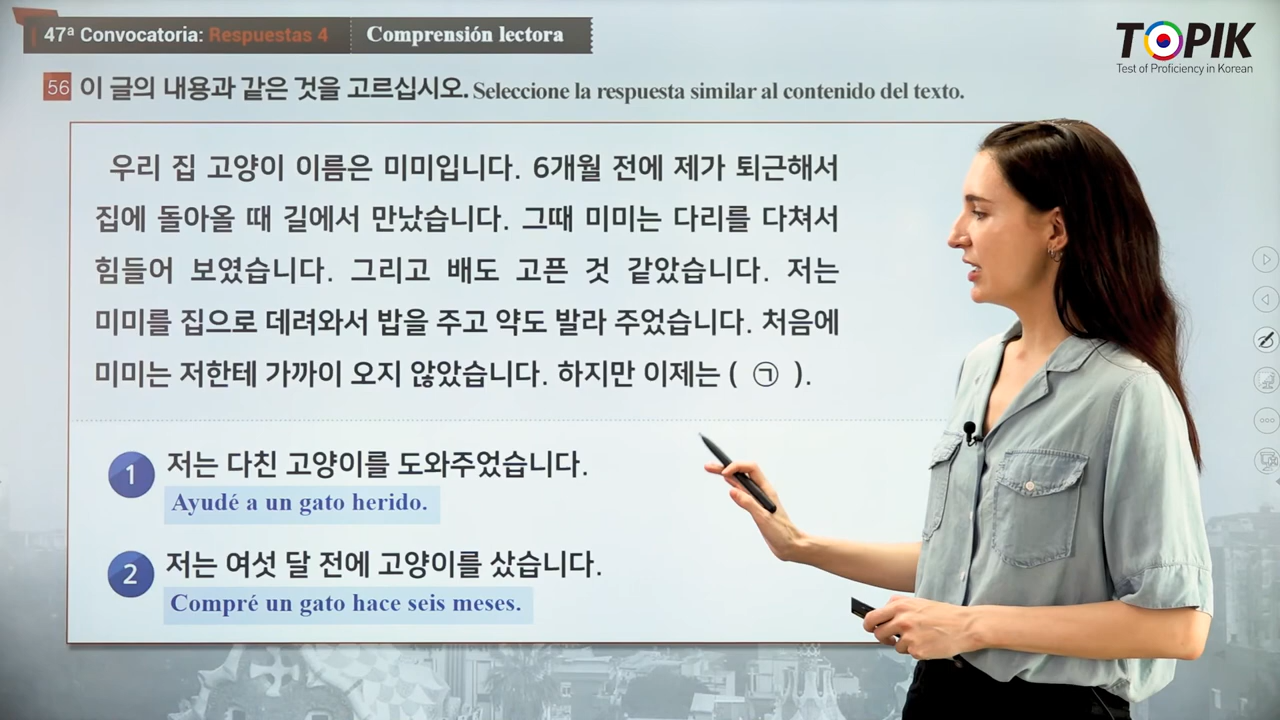 47ª Convocatoria: Respuestas 4
Comprensión lectora
TOPIK
Test of Proficiency in Korean
56 이 글의 내용과 같은 것을 고르십시오. Seleccione la respuesta similar al contenido del texto.
우리 집 고양이 이름은 미미입니다. 6개월 전에 제가 퇴근해서
집에 돌아올 때 길에서 만났습니다. 그때 미미는 다리를 다쳐서
힘들어 보였습니다. 그리고 배도 고픈 것 같았습니다. 저는
미미를 집으로 데려와서 밥을 주고 약도 발라 주었습니다. 처음에
미미는 저한테 가까이 오지 않았습니다. 하지만 이제는 ( ㉠ ).
1 저는 다친 고양이를 도와주었습니다.
Ayudé a un gato herido.
2 저는 여섯 달 전에 고양이를 샀습니다.
Compré un gato hace seis meses.